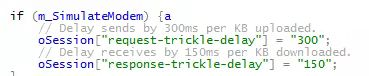 if (m_SimulateModem) {a
// Delay sends by 300ms per KB uploaded.
oSession["request-trickle-delay"] = "300";
// Delay receives by 150ms per KB downloaded.
oSession["response-trickle-delay"] = "150";
}